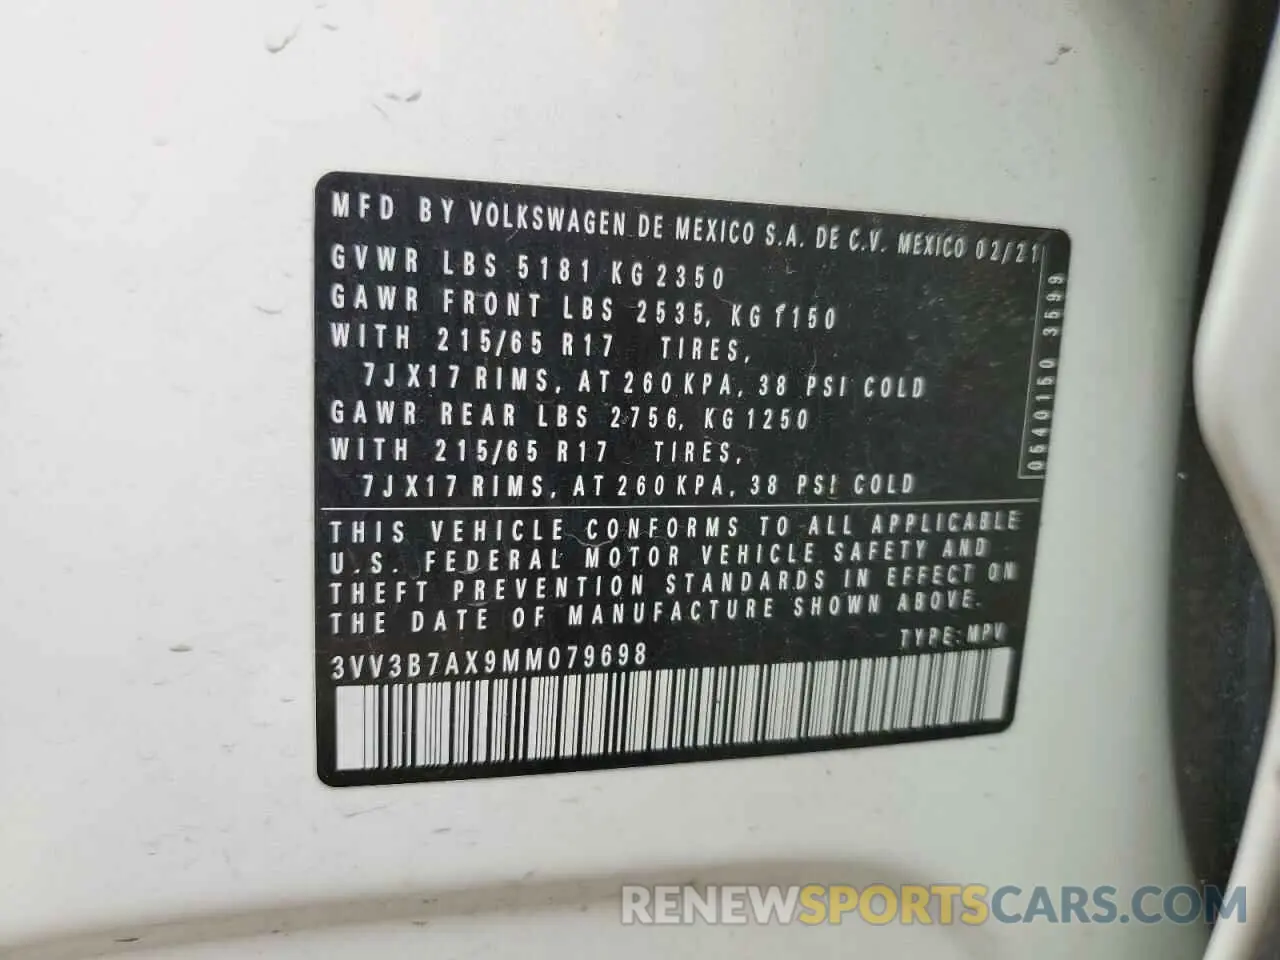 MFD BY VOLKSWAGEN DE MEXICO S.A. DE C.V. MEXICO 02/21
GVWR LBS 5181 KG 2350
GAWR FRONT LBS 2535, KG 1150
WITH 215/65 R17 TIRES,
7JX17 RIMS, AT 260 KPA, 38 PSI COLD
GAWR REAR LBS 2756, KG 1250
WITH 215/65 R17 TIRES,
7JX17 RIMS, AT 260 KPA, 38 PSI COLD
0540150 3599
THIS VEHICLE CONFORMS TO ALL APPLICABLE
U.S. FEDERAL MOTOR VEHICLE SAFETY AND
THEFT PREVENTION STANDARDS IN EFFECT ON
THE DATE OF MANUFACTURE SHOWN ABOVE.
TYPE: MPV
3VV3B7AX9MM079698
RENEWSPORTSCARS.COM